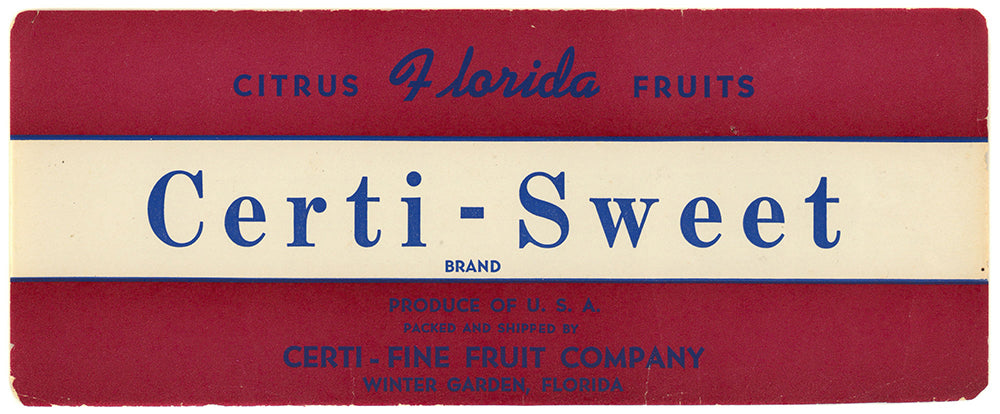 CITRUS Florida FRUITS
Certi-Sweet
BRAND
PRODUCE OF U. S. A.
PACKED AND SHIPPED BY
CERTI-FINE FRUIT COMPANY
WINTER GARDEN, FLORIDA